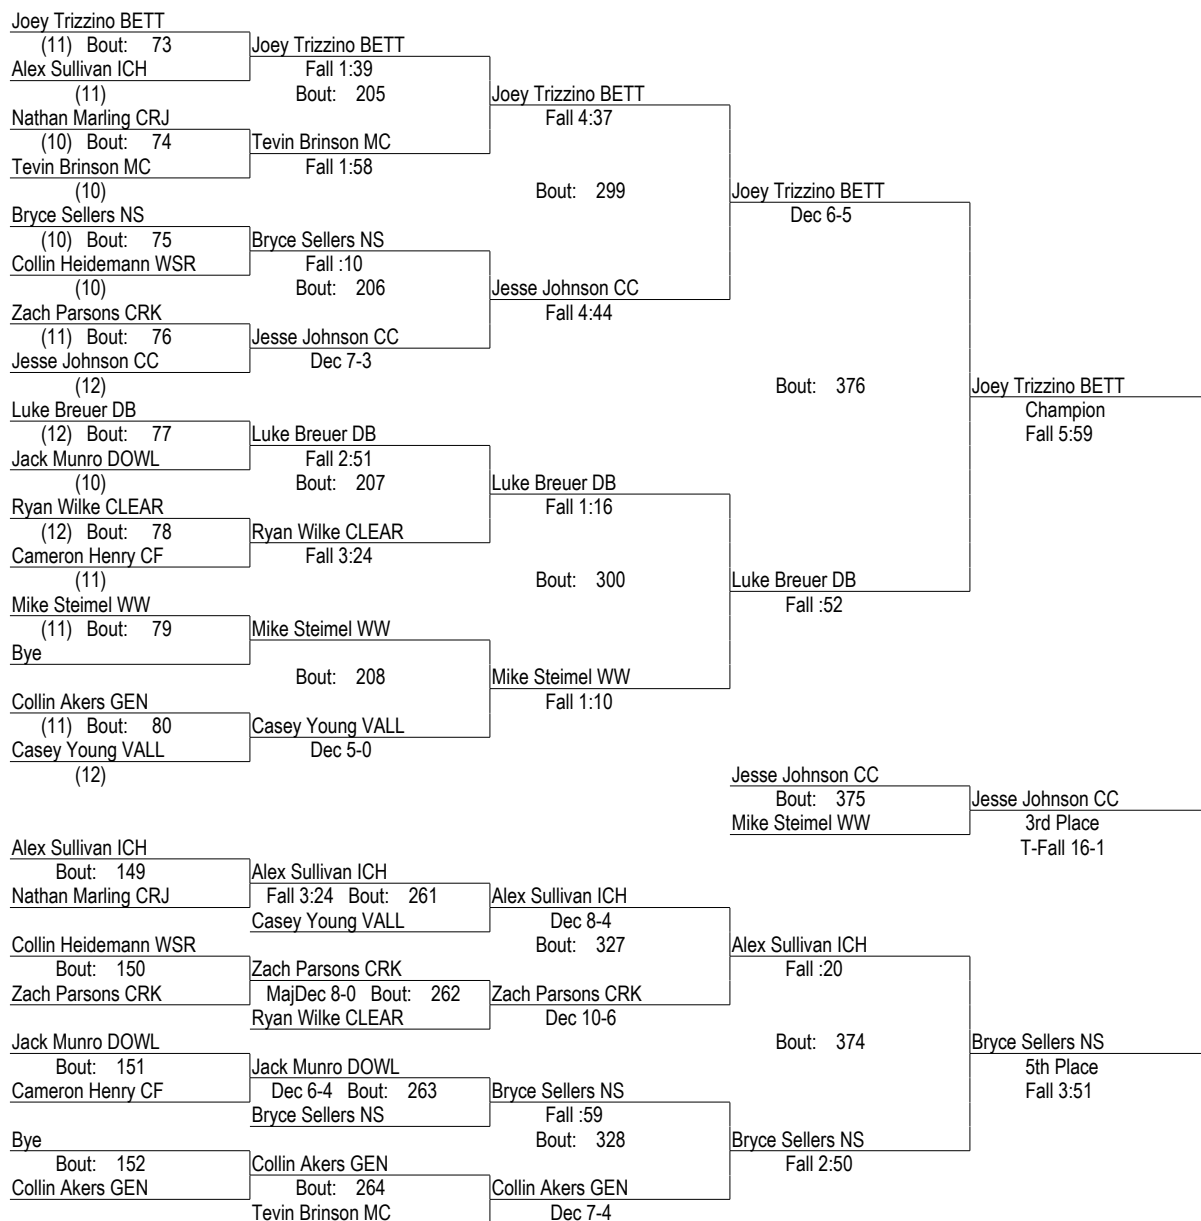 Joey Trizzino BETT
(11) Bout: 73 Joey Trizzino BETT
Alex Sullivan ICH Fall 1:39
(11) Bout: 205 Joey Trizzino BETT
Nathan Marling CRJ Fall 4:37
(10) Bout: 74 Tevin Brinson MC
Tevin Brinson MC Fall 1:58
(10) Bout: 299 Joey Trizzino BETT
Bryce Sellers NS Dec 6-5
(10) Bout: 75 Bryce Sellers NS
Collin Heidemann WSR Fall :10
(10) Bout: 206 Jesse Johnson CC
Zach Parsons CRK Fall 4:44
(11) Bout: 76 Jesse Johnson CC
Jesse Johnson CC Dec 7-3
(12) Bout: 376 Joey Trizzino BETT
Luke Breuer DB Champion
(12) Bout: 77 Luke Breuer DB Fall 5:59
Jack Munro DOWL Fall 2:51
(10) Bout: 207 Luke Breuer DB
Ryan Wilke CLEAR Fall 1:16
(12) Bout: 78 Ryan Wilke CLEAR
Cameron Henry CF Fall 3:24
(11) Bout: 300 Luke Breuer DB
Mike Steimel WW Fall :52
(11) Bout: 79 Mike Steimel WW
Bye
Bout: 208 Mike Steimel WW
Collin Akers GEN Fall 1:10
(11) Bout: 80 Casey Young VALL
Casey Young VALL Dec 5-0
(12) Jesse Johnson CC
Bout: 375 Jesse Johnson CC
Mike Steimel WW 3rd Place
Alex Sullivan ICH T-Fall 16-1
Bout: 149 Alex Sullivan ICH
Nathan Marling CRJ Fall 3:24 Bout: 261 Alex Sullivan ICH
Casey Young VALL Dec 8-4
Collin Heidemann WSR Bout: 327 Alex Sullivan ICH
Bout: 150 Zach Parsons CRK Fall :20
Zach Parsons CRK MajDec 8-0 Bout: 262 Zach Parsons CRK
Ryan Wilke CLEAR Dec 10-6
Jack Munro DOWL Bout: 374 Bryce Sellers NS
Bout: 151 Jack Munro DOWL 5th Place
Cameron Henry CF Dec 6-4 Bout: 263 Bryce Sellers NS Fall 3:51
Bryce Sellers NS Fall :59
Bye Bout: 328 Bryce Sellers NS
Bout: 152 Collin Akers GEN Fall 2:50
Collin Akers GEN Bout: 264 Collin Akers GEN
Tevin Brinson MC Dec 7-4